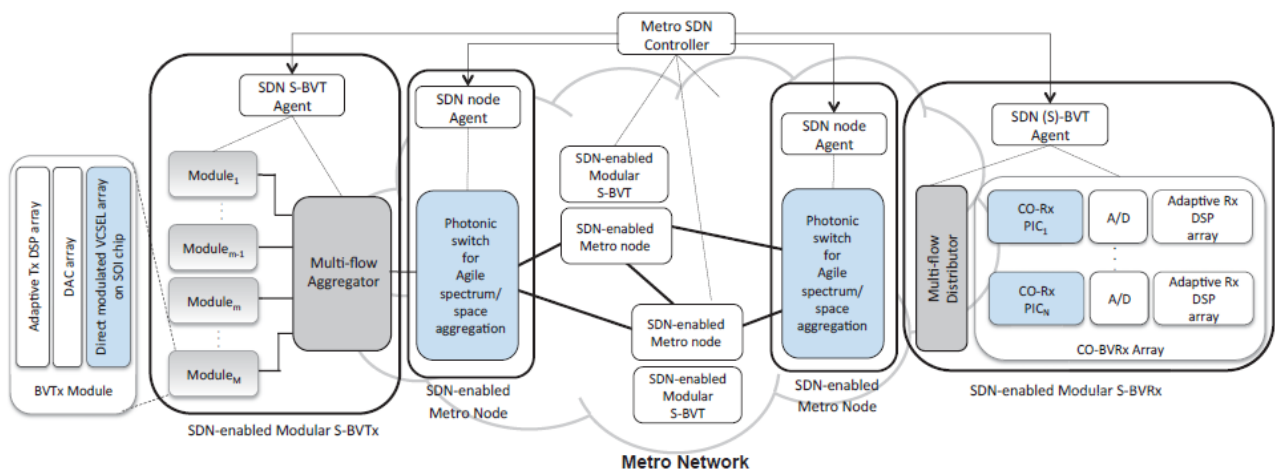 Metro SDN
Controller
SDN S-BVT
Agent
SDN node
Agent
SDN node
Agent
SDN (S)-BVT
Agent
Adaptive Tx DSP array
DAC array
Direct modulated VCSEL array
on SOI chip
BVTx Module
Module1
Modulem-1
Modulem
ModuleM
Multi-flow
Aggregator
SDN-enabled Modular S-BVTx
Photonic
switch
for
Agile
spectrum/
space
aggregation
SDN-enabled
Metro Node
SDN-enabled
Modular
S-BVT
SDN-enabled
Metro node
SDN-enabled
Metro node
SDN-enabled
Modular
S-BVT
Photonic
switch
for
Agile
spectrum/
space
aggregation
SDN-enabled
Metro Node
Multi-flow
Distributor
CO-Rx
PIC1
A/D
Adaptive Rx
DSP
array
CO-Rx
PICN
A/D
Adaptive Rx
DSP
array
CO-BVRx Array
SDN-enabled Modular S-BVRx
Metro Network